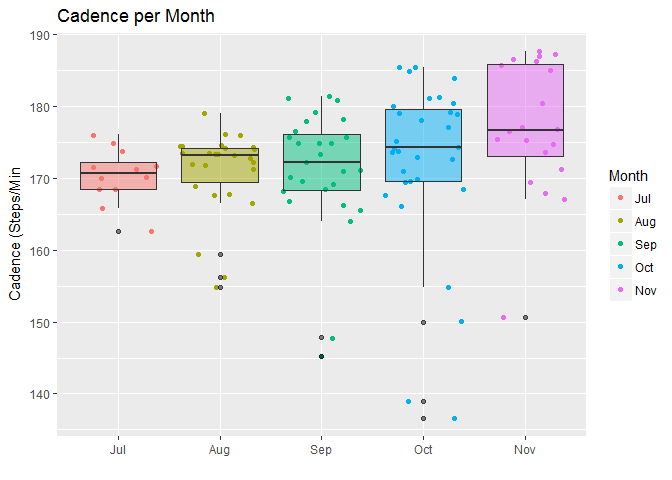 Cadence per Month
190
180
170
160
150
140
Cadence (Steps/Min
Jul
Aug
Sep
Oct
Nov
Month
Jul
Aug
Sep
Oct
Nov